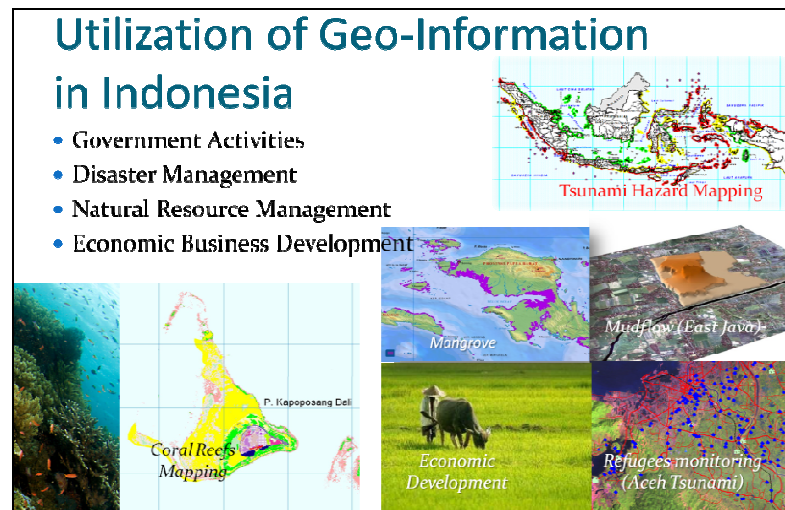 Utilization of Geo-Information
in Indonesia
• Government Activities
• Disaster Management
• Natural Resource Management
• Economic Business Development
Tsunami Hazard Mapping
Mangrove
Mudflow (East Java)
P. Kapoposang Bali
Coral Reefs
Mapping
Economic
Development
Refugees monitoring
(Aceh Tsunami)